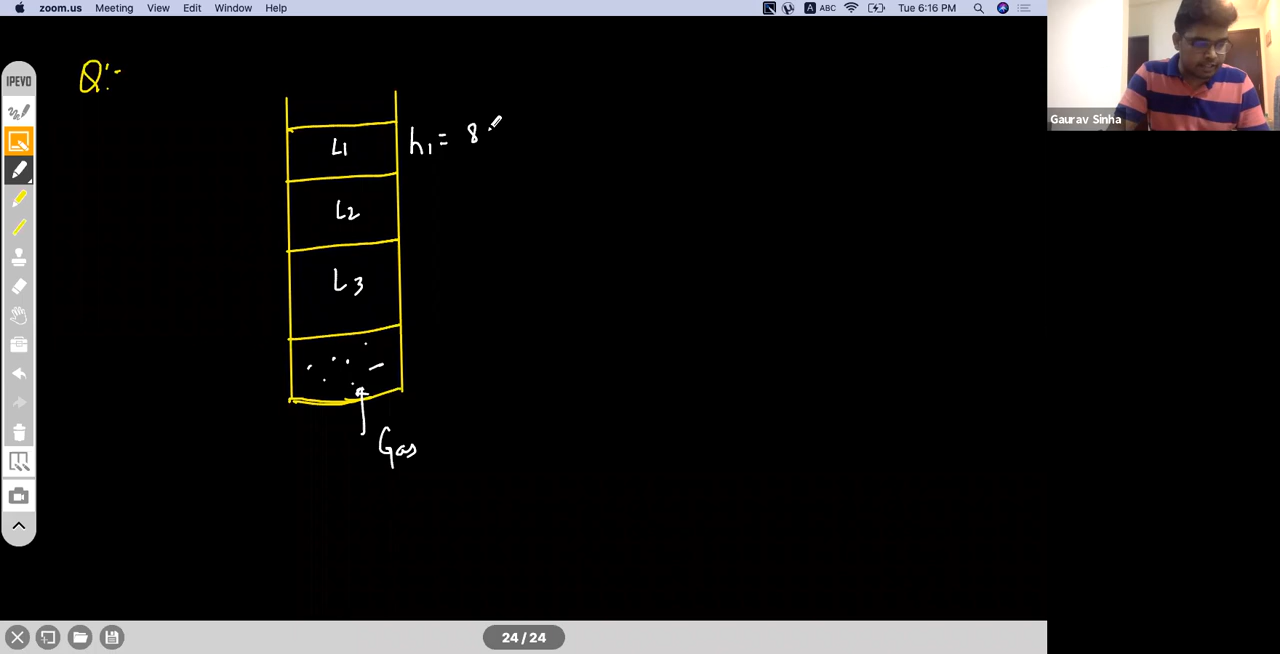 zoom.us Meeting View Edit Window Help A ABC Tue 6:16 PM
IPEVO
Q:-
L1
h1 = 8
L2
L3
Gas
Gaurav Sinha
24 / 24